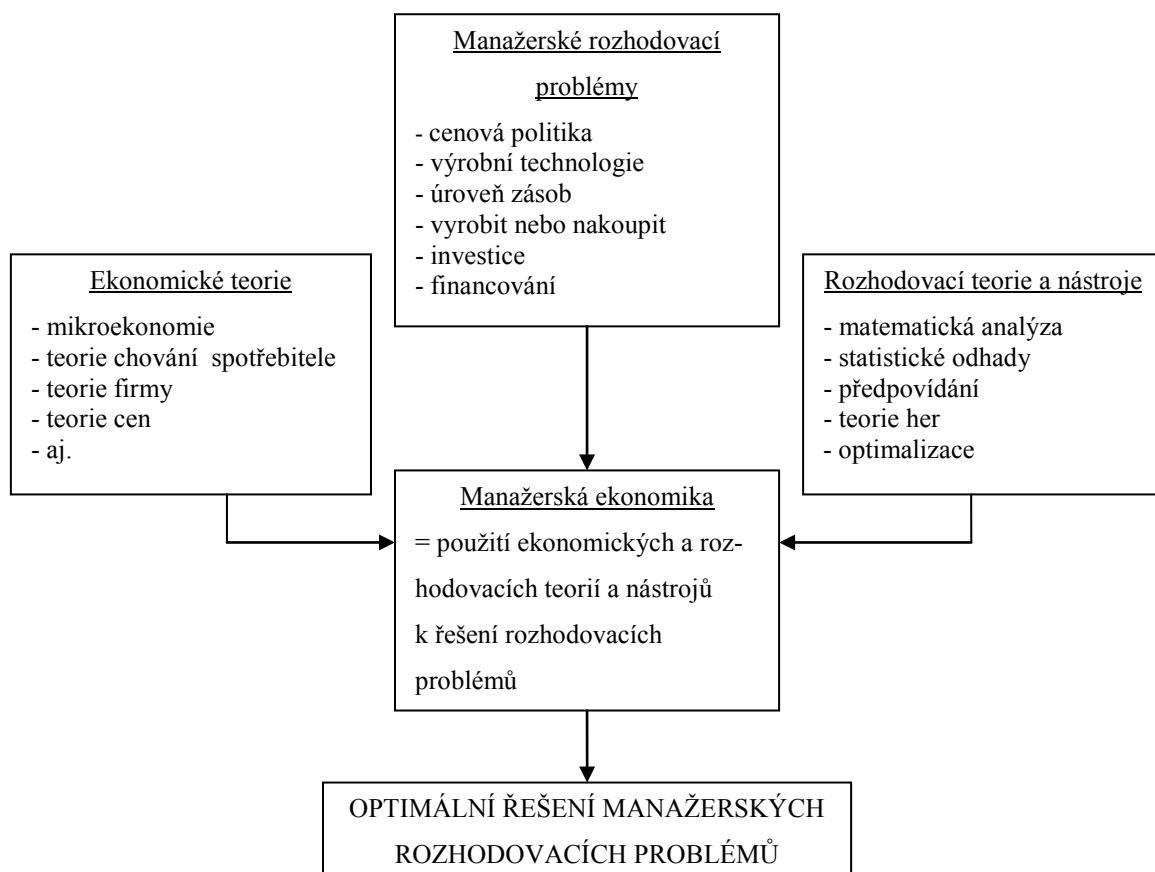 Manažerské rozhodovací
problémy
- cenová politika
- výrobní technologie
- úroveň zásob
- vyrobit nebo nakoupit
- investice
- financování
Ekonomické teorie
- mikroekonomie
- teorie chování  spotřebitele
- teorie firmy
- teorie cen
- aj.
Rozhodovací teorie a nástroje
- matematická analýza
- statistické odhady
- předpovídání
- teorie her
- optimalizace
Manažerská ekonomika
= použití ekonomických a roz-
hodovacích teorií a nástrojů
k řešení rozhodovacích
problémů
OPTIMÁLNÍ ŘEŠENÍ MANAŽERSKÝCH
ROZHODOVACÍCH PROBLÉMŮ